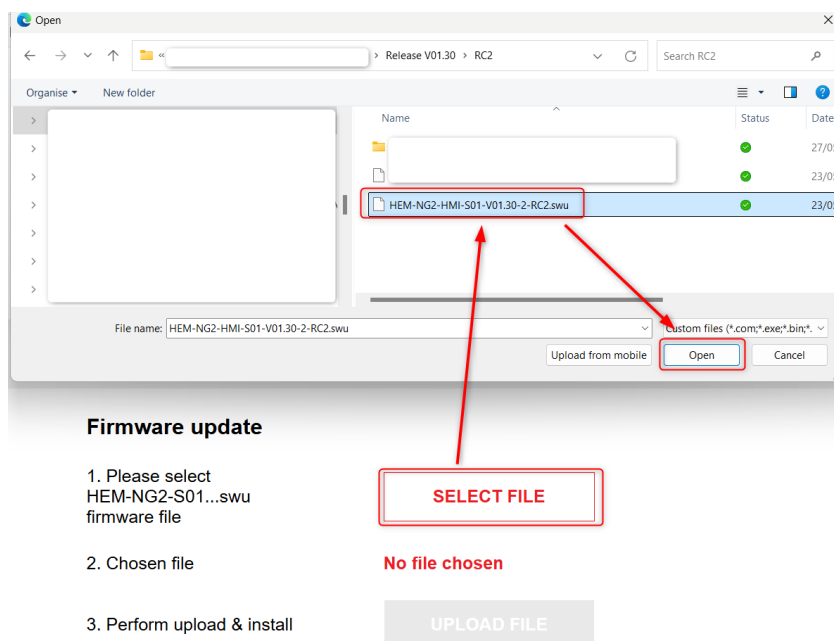 Open
« > Release V01.30 > RC2
Search RC2
Organise
New folder
Name
Status
Date
27/0
23/0
HEM-NG2-HMI-S01-V01.30-2-RC2.swu
23/0
File name: HEM-NG2-HMI-S01-V01.30-2-RC2.swu
Custom files (*.com;*.exe;*.bin;*.
Upload from mobile
Open
Cancel
Firmware update
1. Please select
HEM-NG2-S01...swu
firmware file
SELECT FILE
2. Chosen file
No file chosen
3. Perform upload & install
UPLOAD FILE